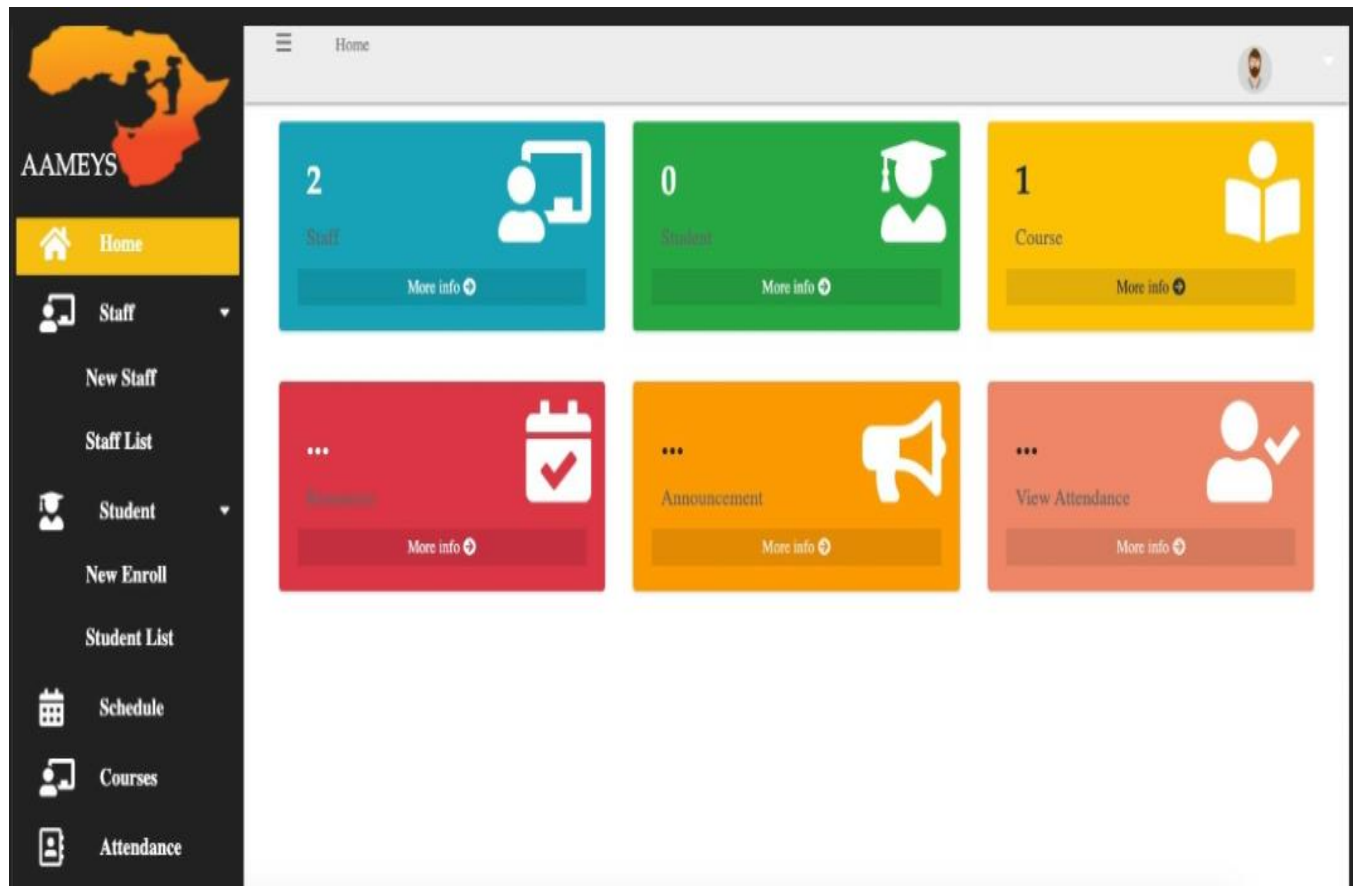 AAMEYS
Home
Staff
New Staff
Staff List
Student
New Enroll
Student List
Schedule
Courses
Attendance
Home
2
Staff
More info
0
Student
More info
1
Course
More info
...
More info
...
Announcement
More info
...
View Attendance
More info